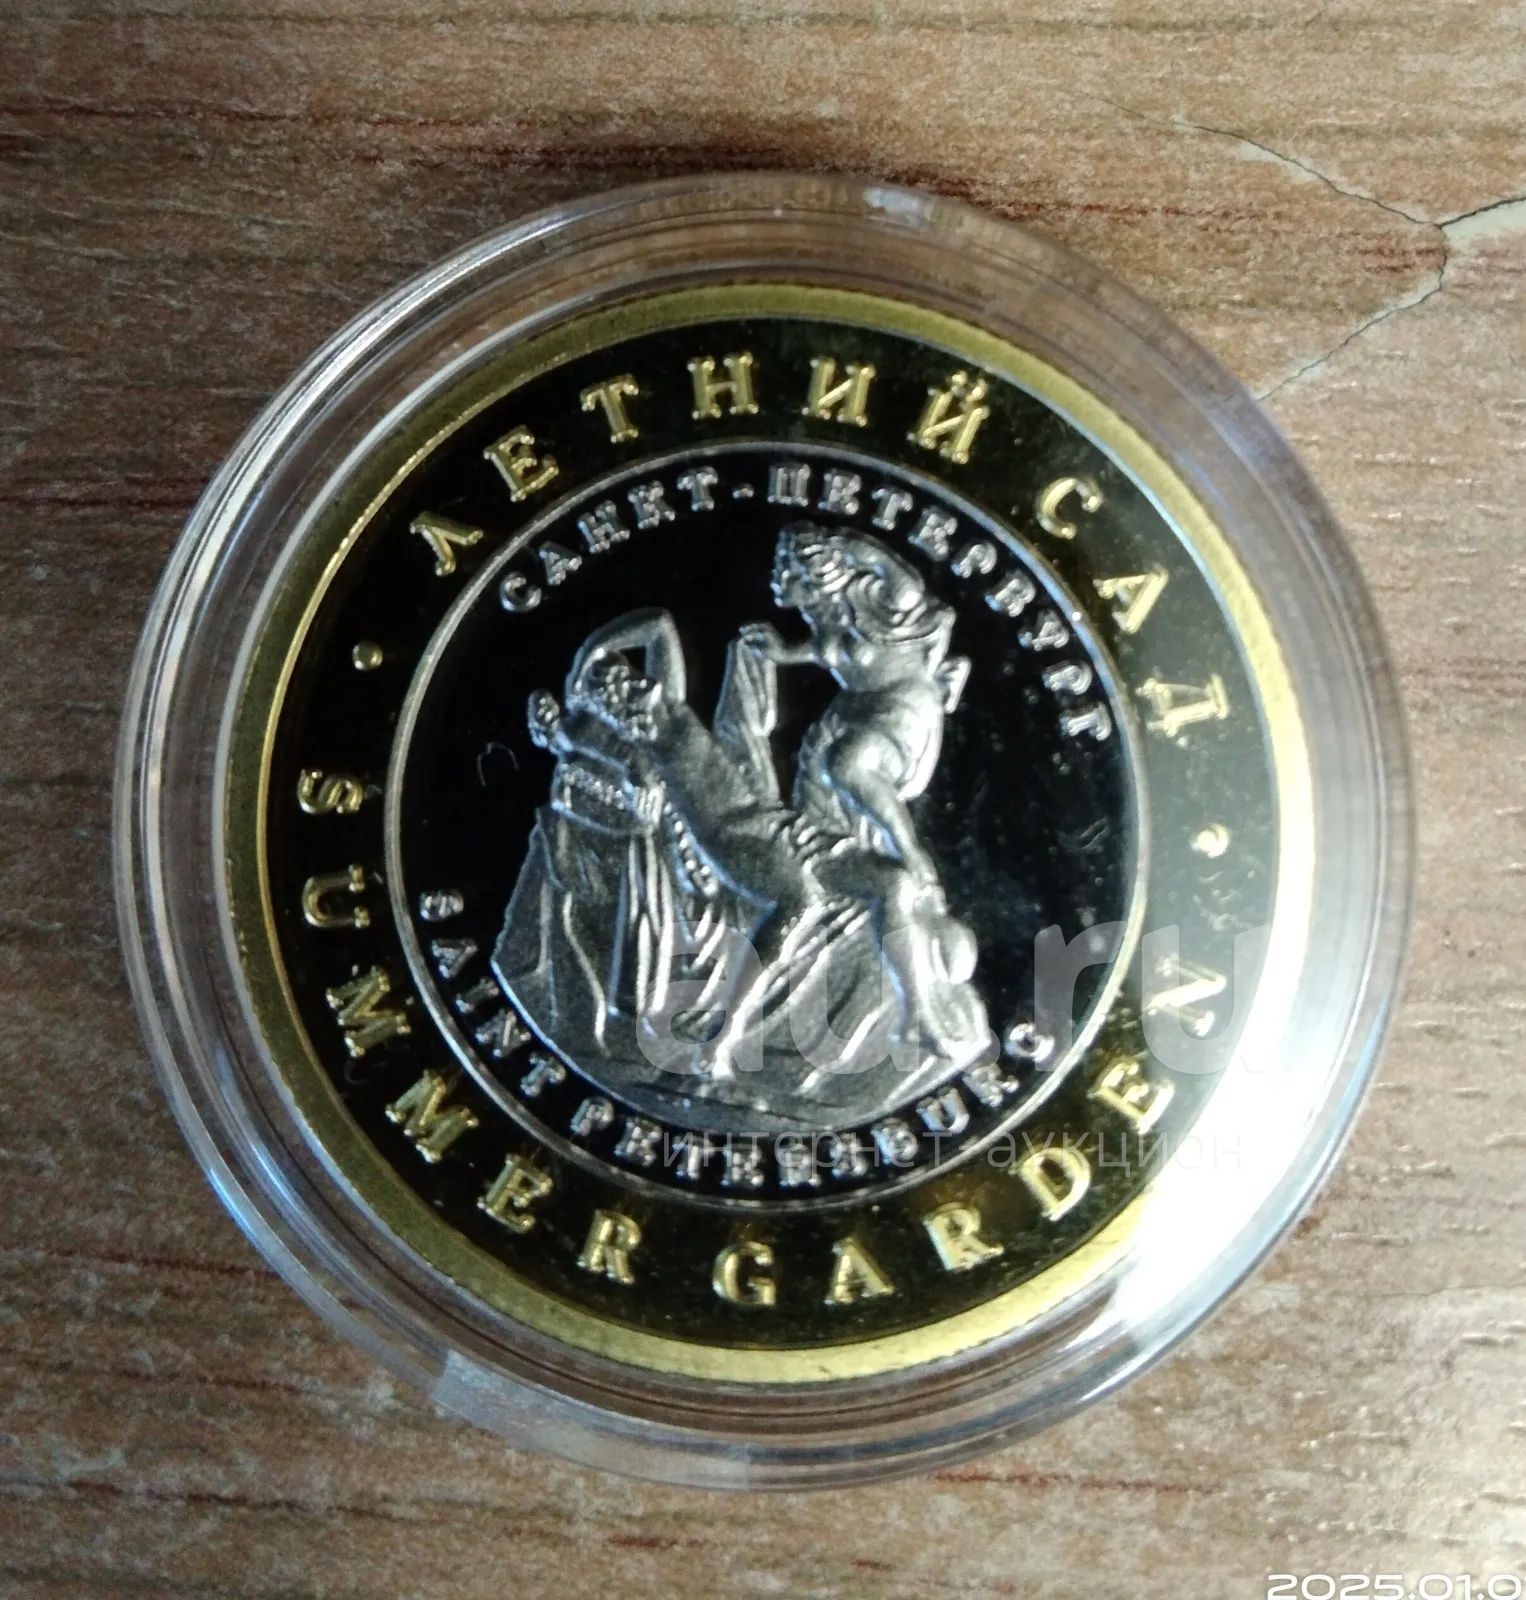 ЛЕТНИЙ САД
САНКТ-ПЕТЕРБУРГ
SAINT PETERSBURG
SUMMER GARDEN
au.ru
интернет аукцион
2025.01.0